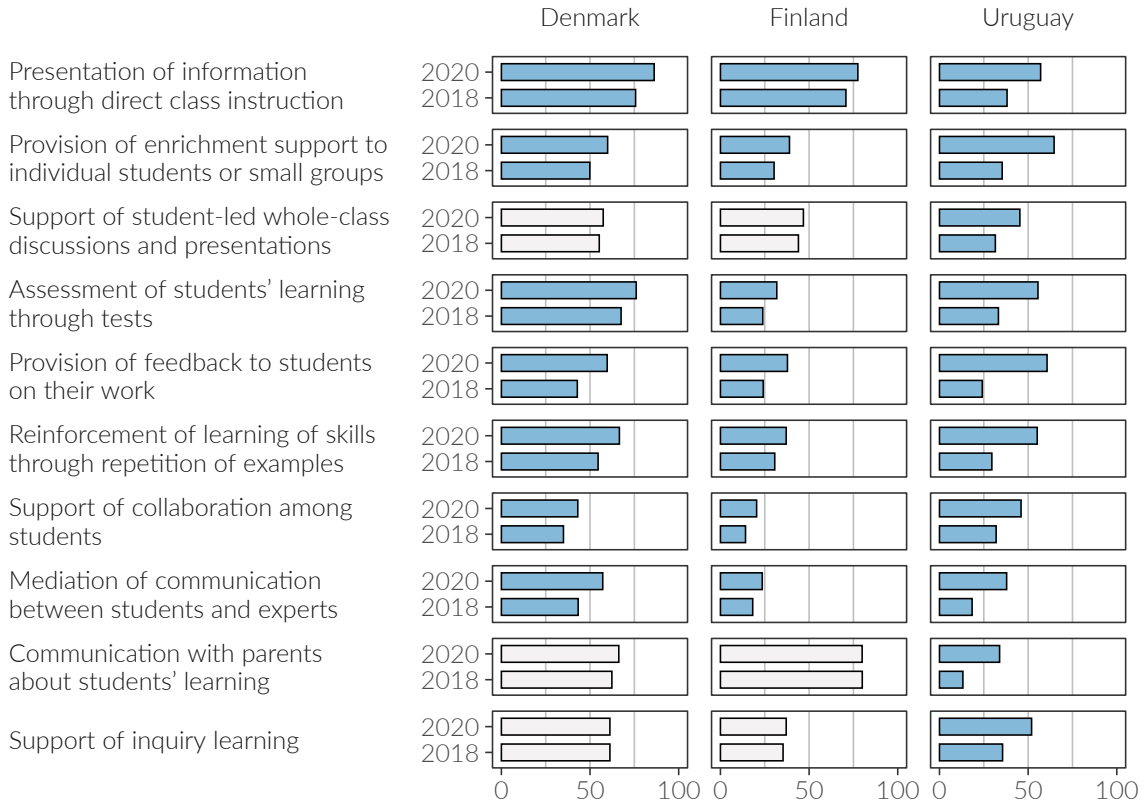 Denmark Finland Uruguay
Presentation of information
through direct class instruction
2020
2018
Provision of enrichment support to
individual students or small groups
2020
2018
Support of student-led whole-class
discussions and presentations
2020
2018
Assessment of students’ learning
through tests
2020
2018
Provision of feedback to students
on their work
2020
2018
Reinforcement of learning of skills
through repetition of examples
2020
2018
Support of collaboration among
students
2020
2018
Mediation of communication
between students and experts
2020
2018
Communication with parents
about students’ learning
2020
2018
Support of inquiry learning
2020
2018
0 50 100 0 50 100 0 50 100